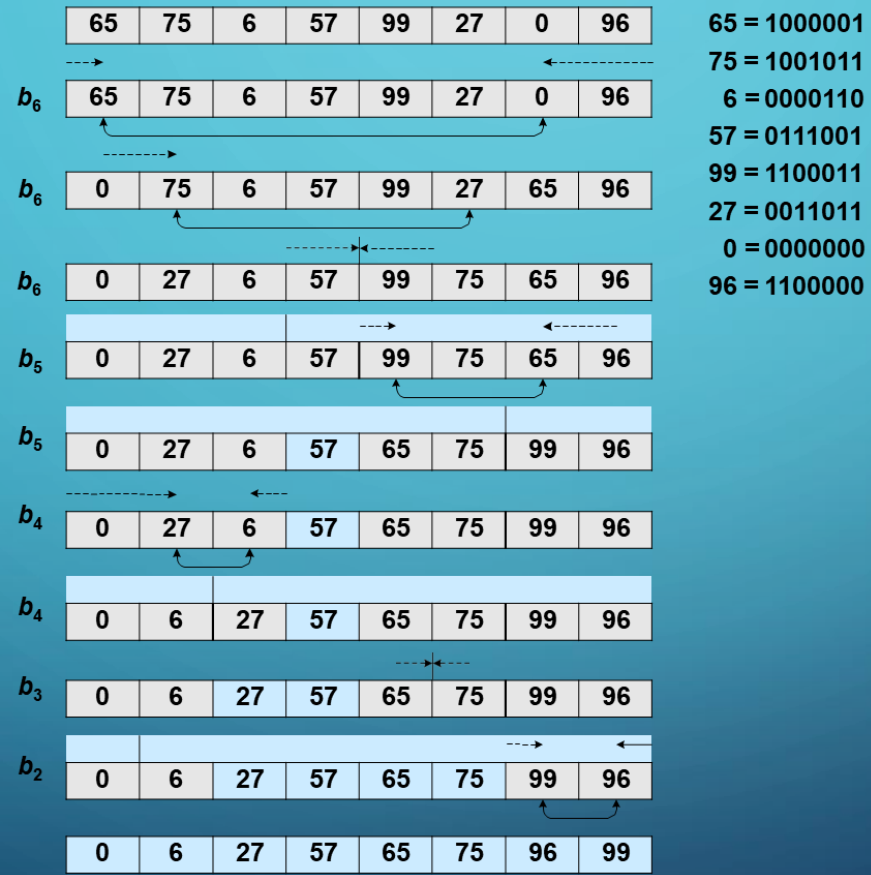 65 75 6 57 99 27 0 96
b₆ 65 75 6 57 99 27 0 96
b₆ 0 75 6 57 99 27 65 96
b₆ 0 27 6 57 99 75 65 96
b₅ 0 27 6 57 99 75 65 96
b₅ 0 27 6 57 65 75 99 96
b₄ 0 27 6 57 65 75 99 96
b₄ 0 6 27 57 65 75 99 96
b₃ 0 6 27 57 65 75 99 96
b₂ 0 6 27 57 65 75 99 96
0 6 27 57 65 75 96 99
65 = 1000001
75 = 1001011
6 = 0000110
57 = 0111001
99 = 1100011
27 = 0011011
0 = 0000000
96 = 1100000